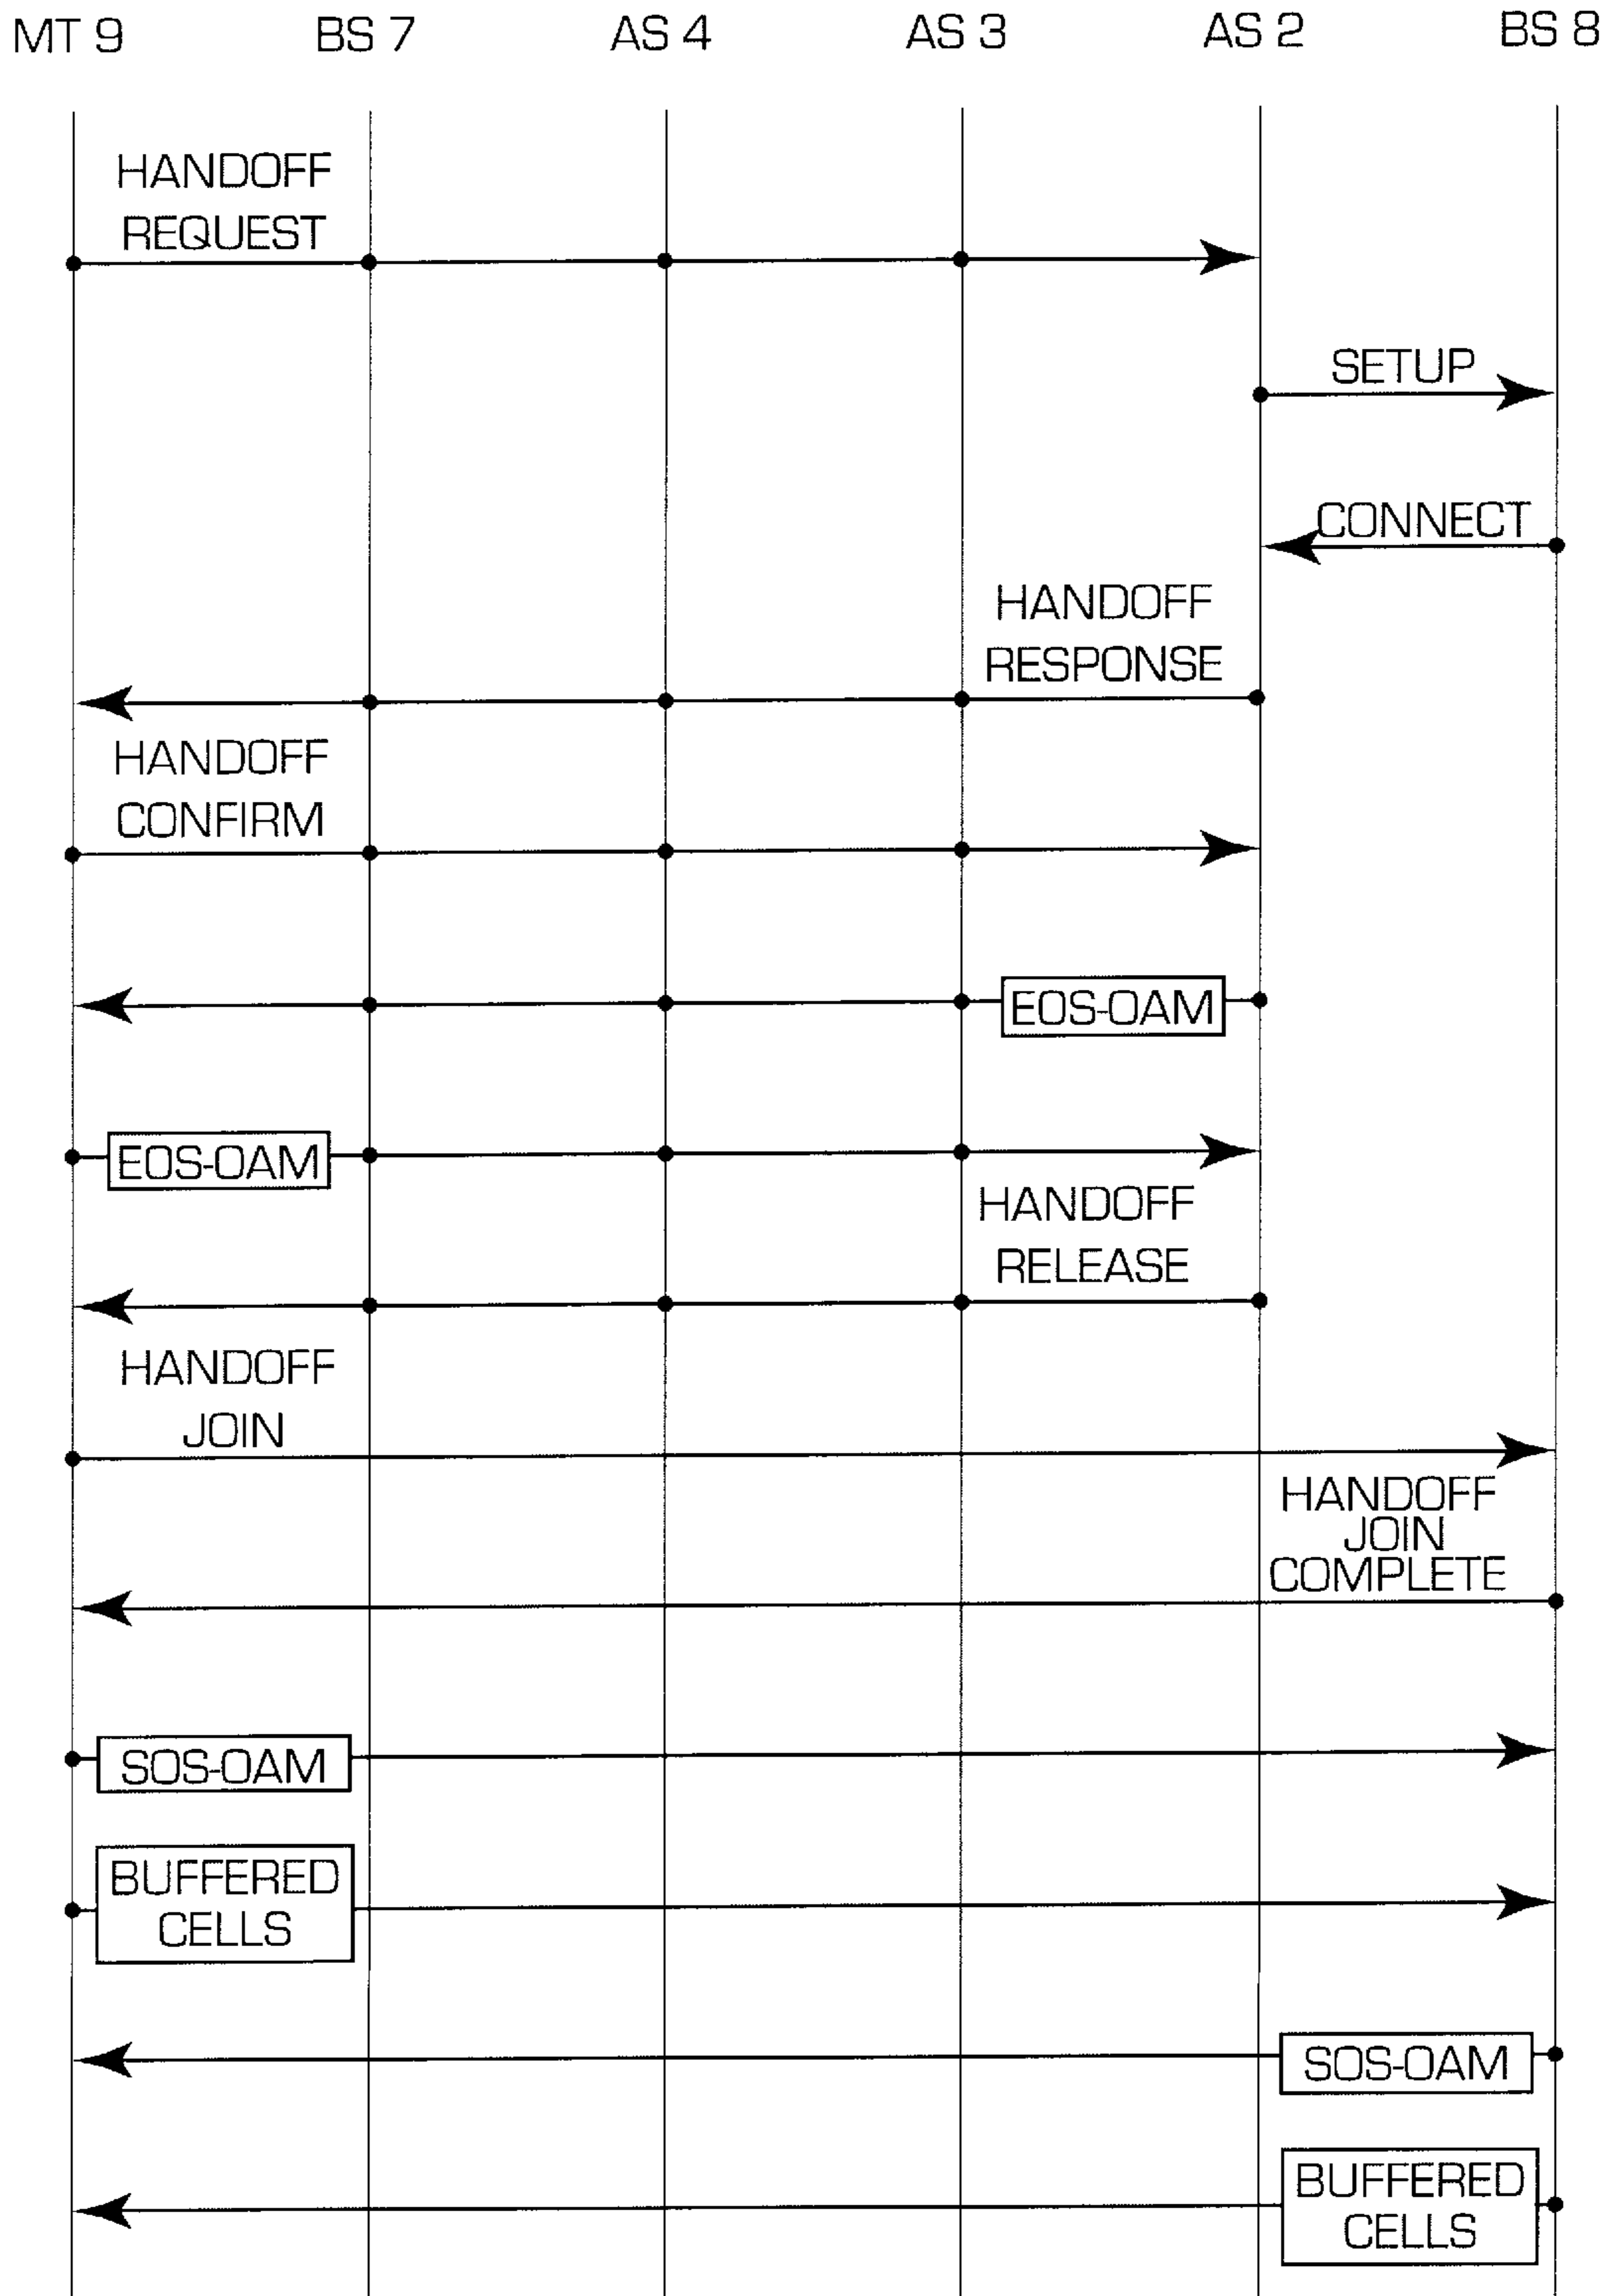 MT 9 BS 7 AS 4 AS 3 AS 2 BS 8
HANDOFF
REQUEST
SETUP
CONNECT
HANDOFF
RESPONSE
HANDOFF
CONFIRM
EOS-OAM
EOS-OAM
HANDOFF
RELEASE
HANDOFF
JOIN
HANDOFF
JOIN
COMPLETE
SOS-OAM
BUFFERED
CELLS
SOS-OAM
BUFFERED
CELLS